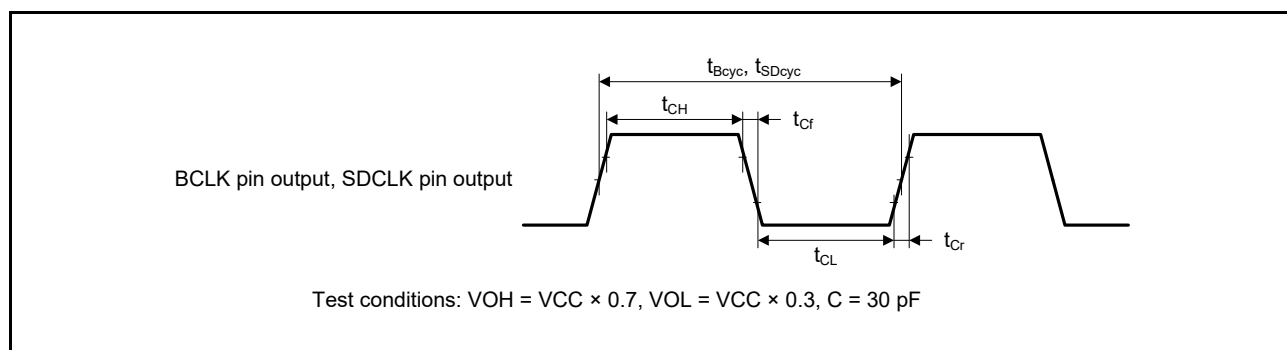 tBcyc, tSDcyc
tCH
tCf
BCLK pin output, SDCLK pin output
tCr
tCL
Test conditions: VOH = VCC × 0.7, VOL = VCC × 0.3, C = 30 pF